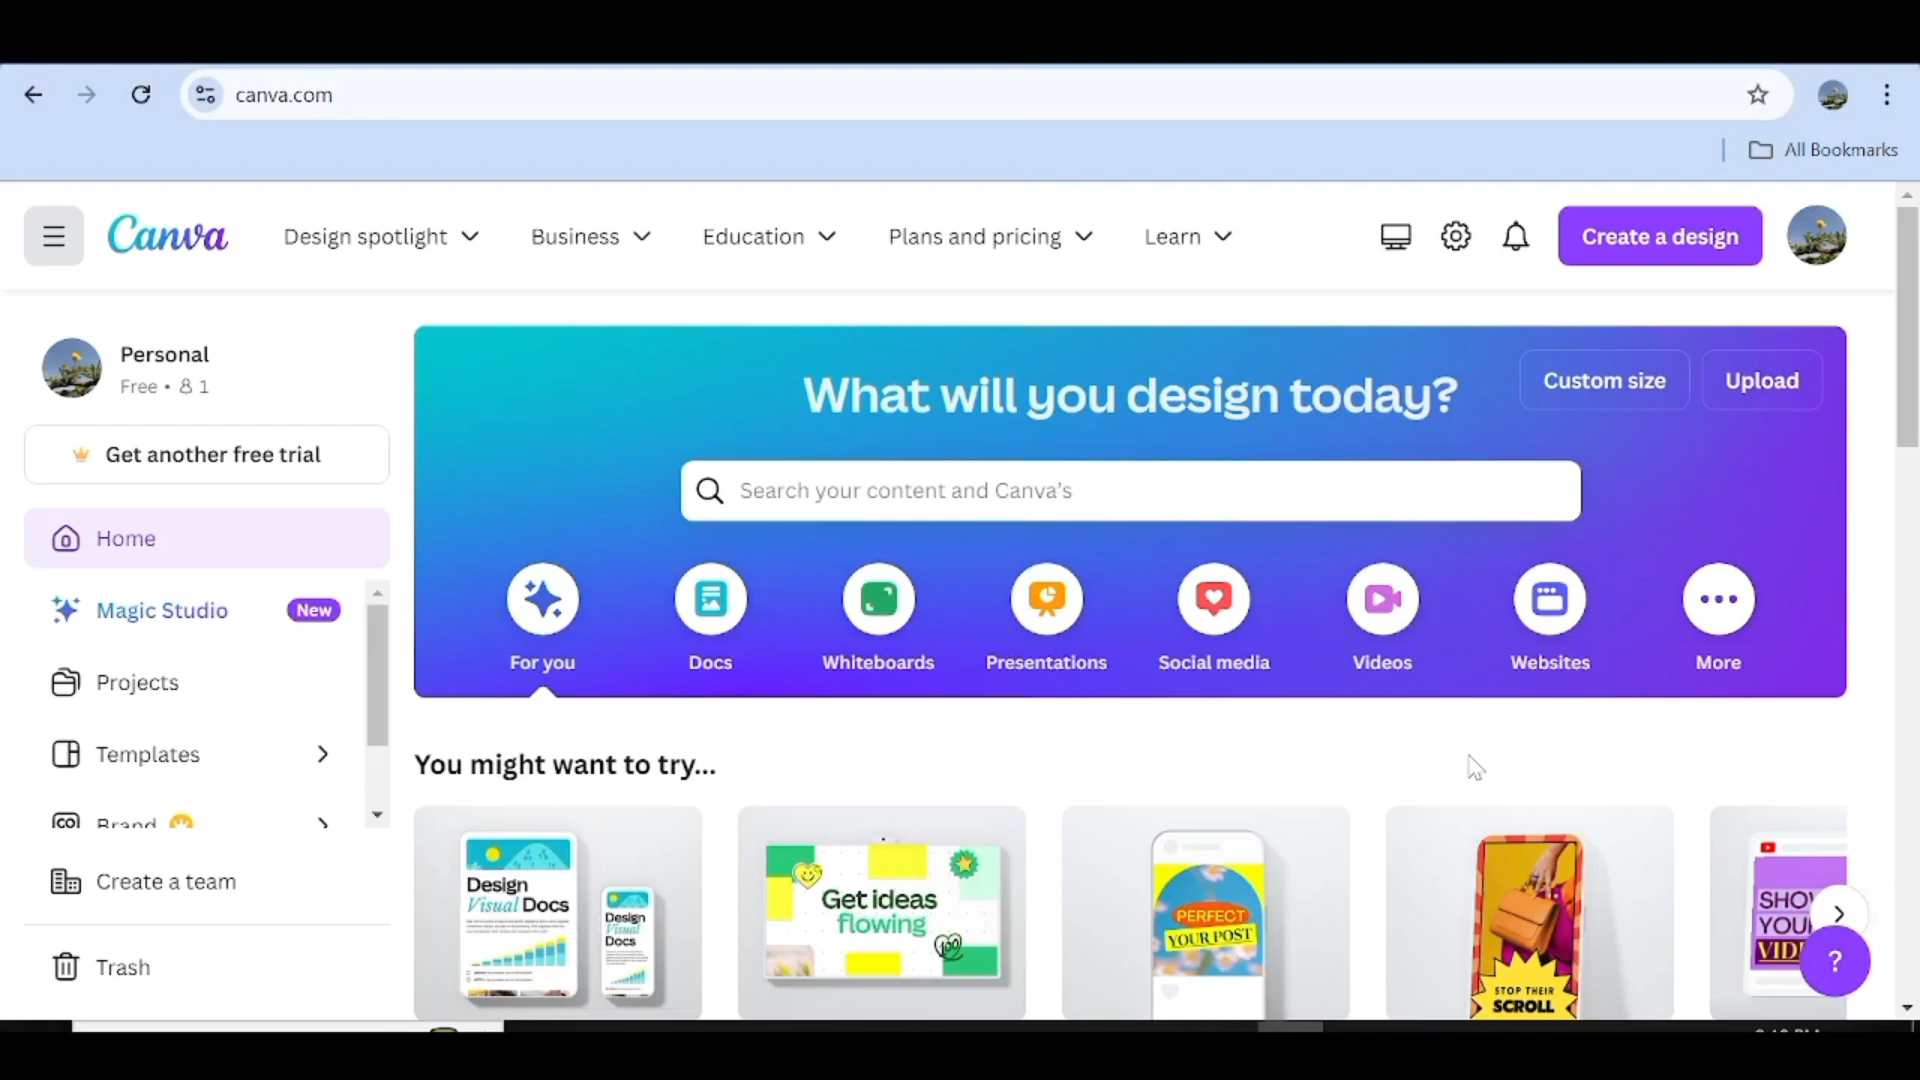 canva.com
All Bookmarks
Canva
Design spotlight
Business
Education
Plans and pricing
Learn
Create a design
Personal
Free • 1
Get another free trial
Home
Magic Studio New
Projects
Templates
Brand
Create a team
Trash
What will you design today?
Custom size
Upload
Search your content and Canva's
For you
Docs
Whiteboards
Presentations
Social media
Videos
Websites
More
You might want to try...
Design
Visual Docs
Design
Visual
Docs
Get ideas
flowing
100
PERFECT
YOUR POST
STOP THEIR
SCROLL
YOUR
?